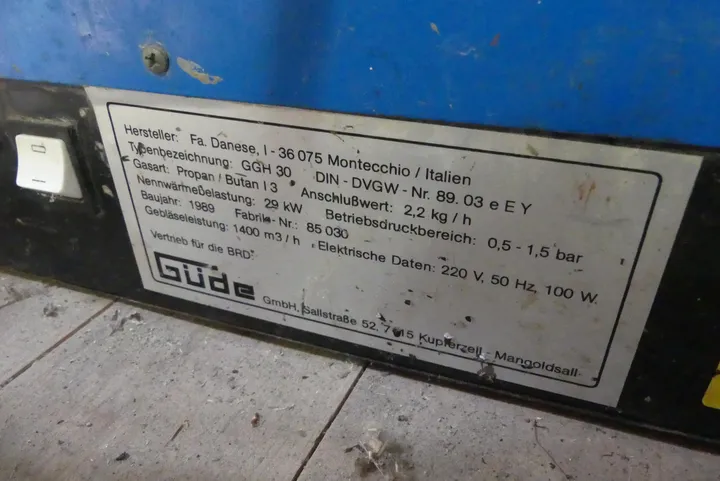 Hersteller: Fa. Danese, I - 36 075 Montecchio / Italien
Typenbezeichnung: GGH 30 DIN - DVGW - Nr. 89. 03 e E Y
Gasart: Propan / Butan I 3 Anschlußwert: 2,2 kg / h
Nennwärmebelastung: 29 kW Betriebsdruckbereich: 0,5 - 1,5 bar
Baujahr: 1989 Fabrik-Nr.: 85 030
Gebläseleistung: 1400 m3 / h Elektrische Daten: 220 V, 50 Hz, 100 W.
Vertrieb für die BRD:
Güde
GmbH, Sallstraße 52, Kupferzell - Mangoldsall